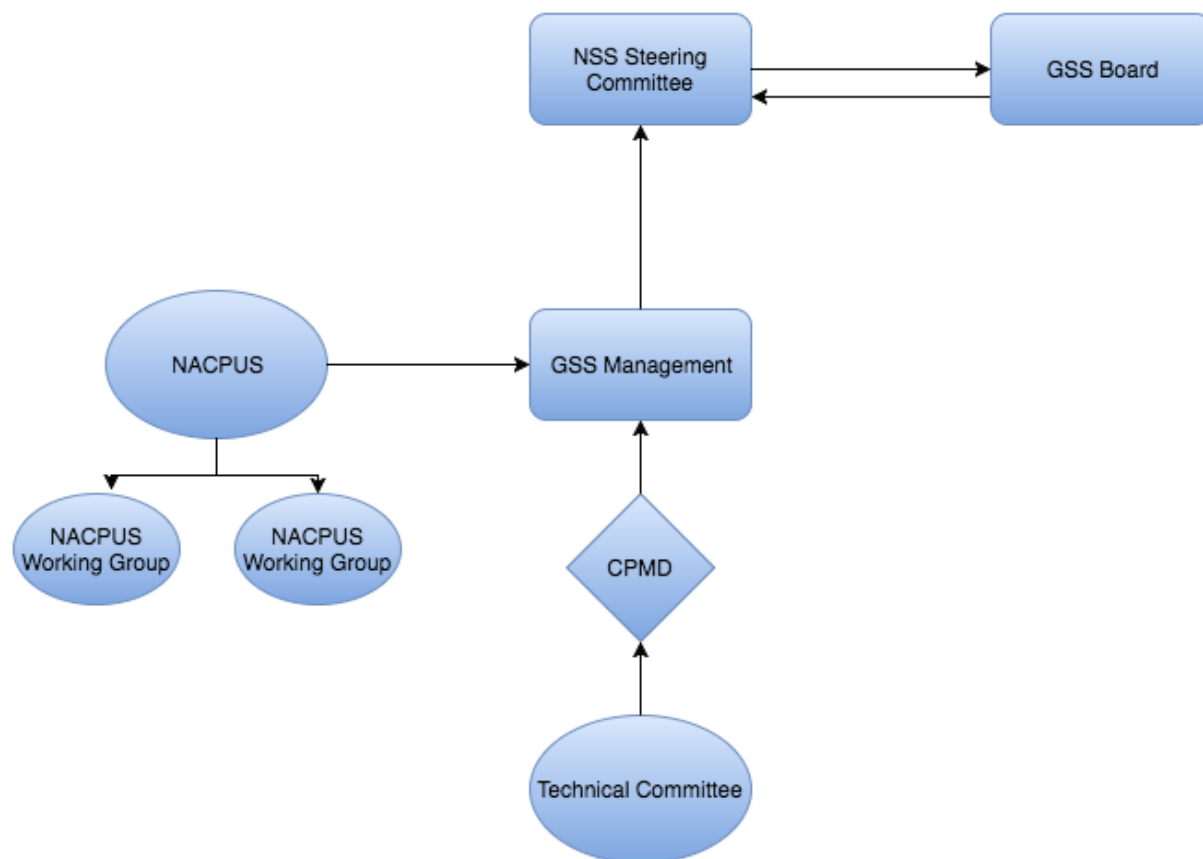 NSS Steering
Committee
GSS Board
NACPUS
GSS Management
NACPUS
Working Group
NACPUS
Working Group
CPMD
Technical Committee